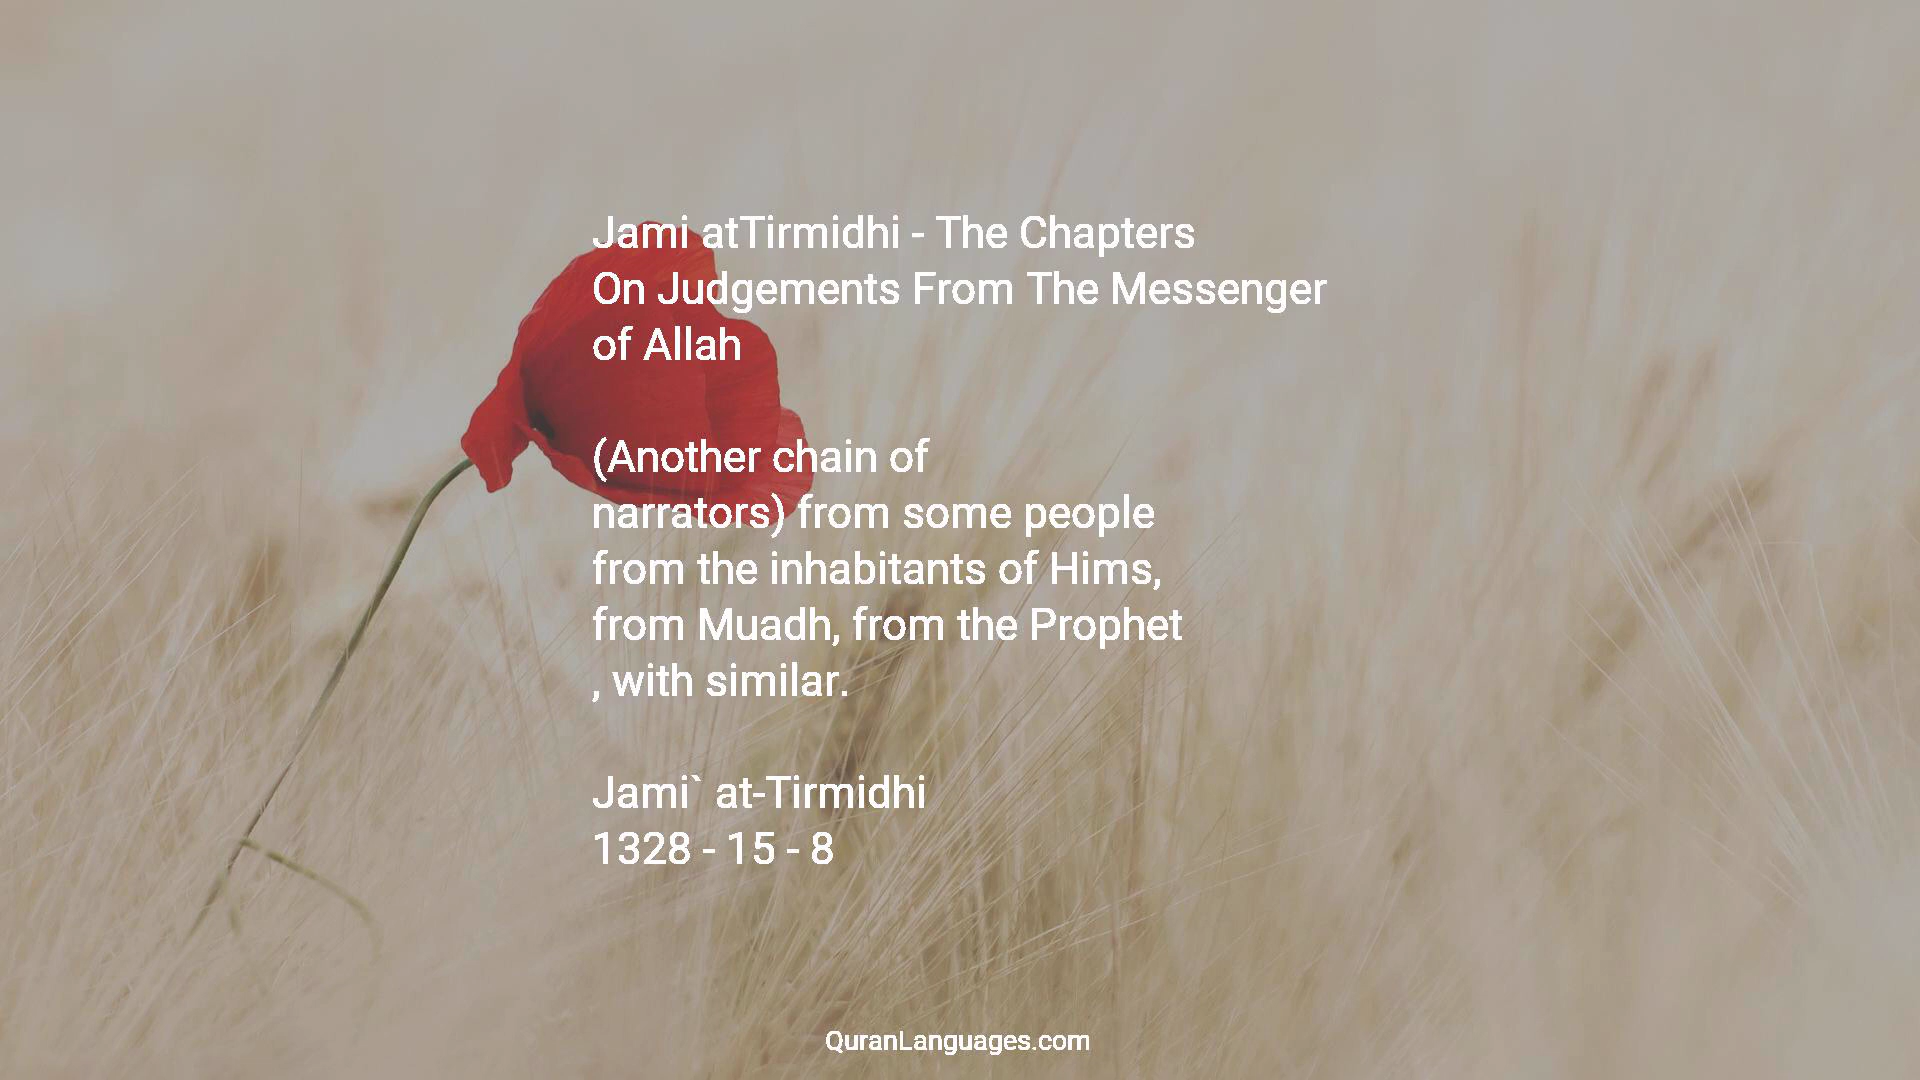 Jami atTirmidhi - The Chapters
On Judgements From The Messenger
of Allah
(Another chain of
narrators) from some people
from the inhabitants of Hims,
from Muadh, from the Prophet
, with similar.
Jami` at-Tirmidhi
1328 - 15 - 8
QuranLanguages.com